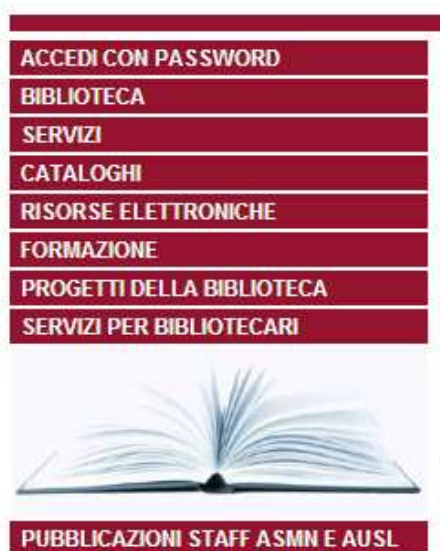 ACCEDI CON PASSWORD
BIBLIOTECA
SERVIZI
CATALOGHI
RISORSE ELETTRONICHE
FORMAZIONE
PROGETTI DELLA BIBLIOTECA
SERVIZI PER BIBLIOTECARI
PUBBLICAZIONI STAFF ASMN E AUSL